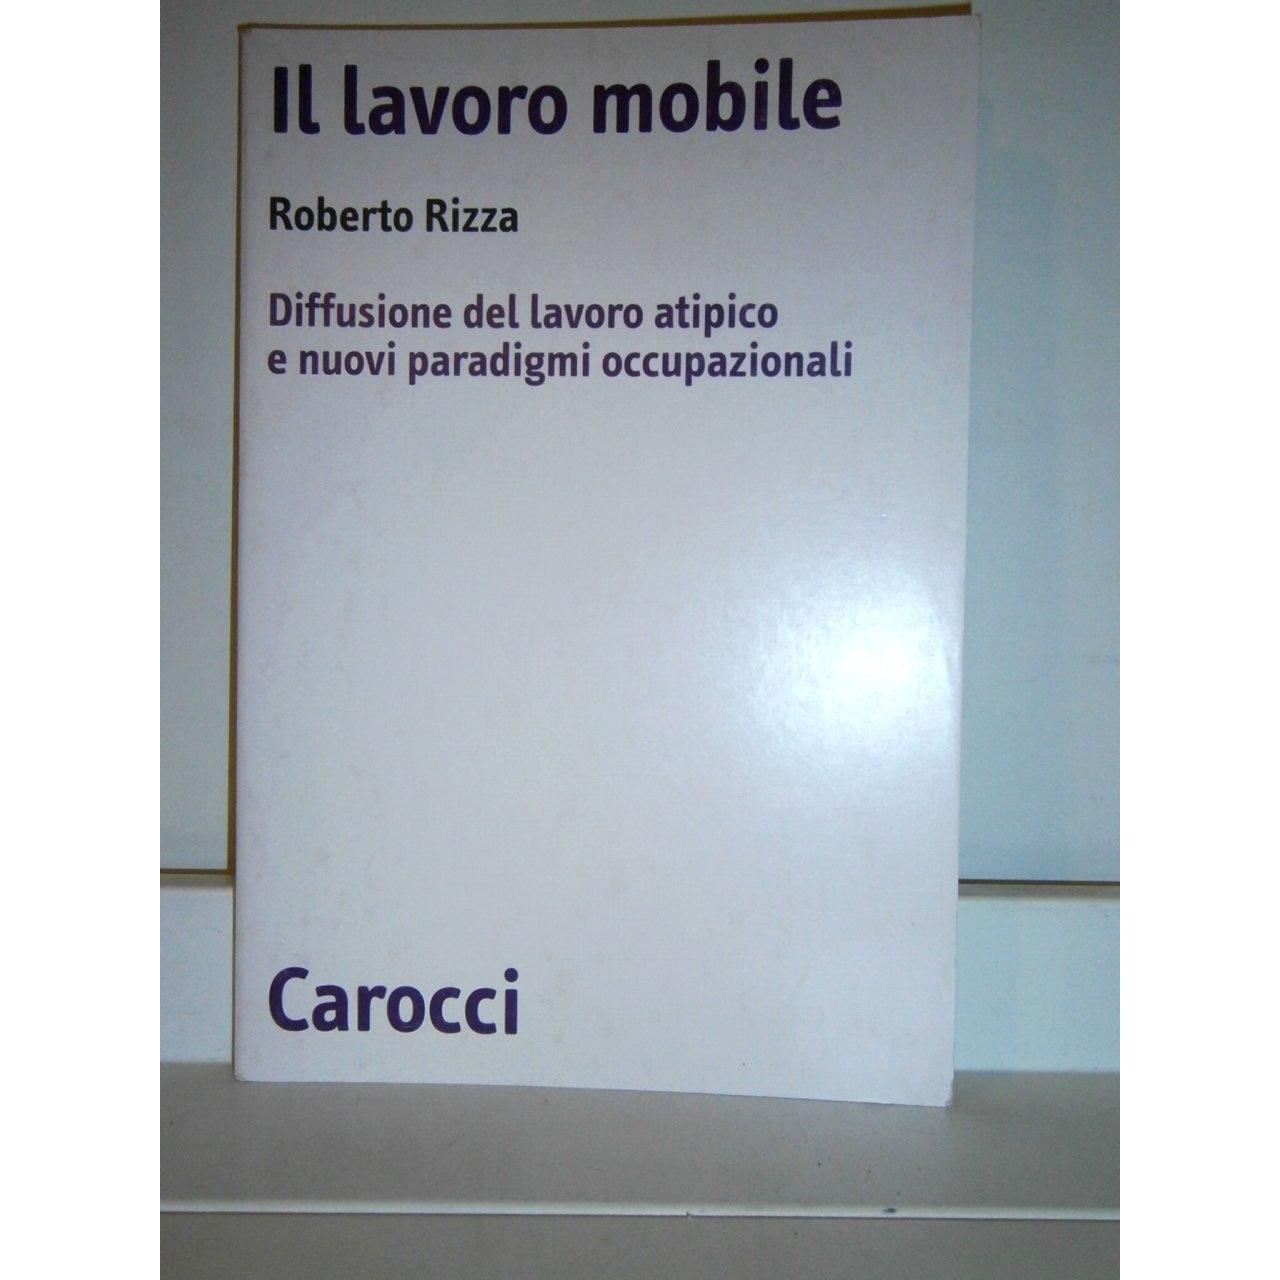 Il lavoro mobile
Roberto Rizza
Diffusione del lavoro atipico
e nuovi paradigmi occupazionali
Carocci